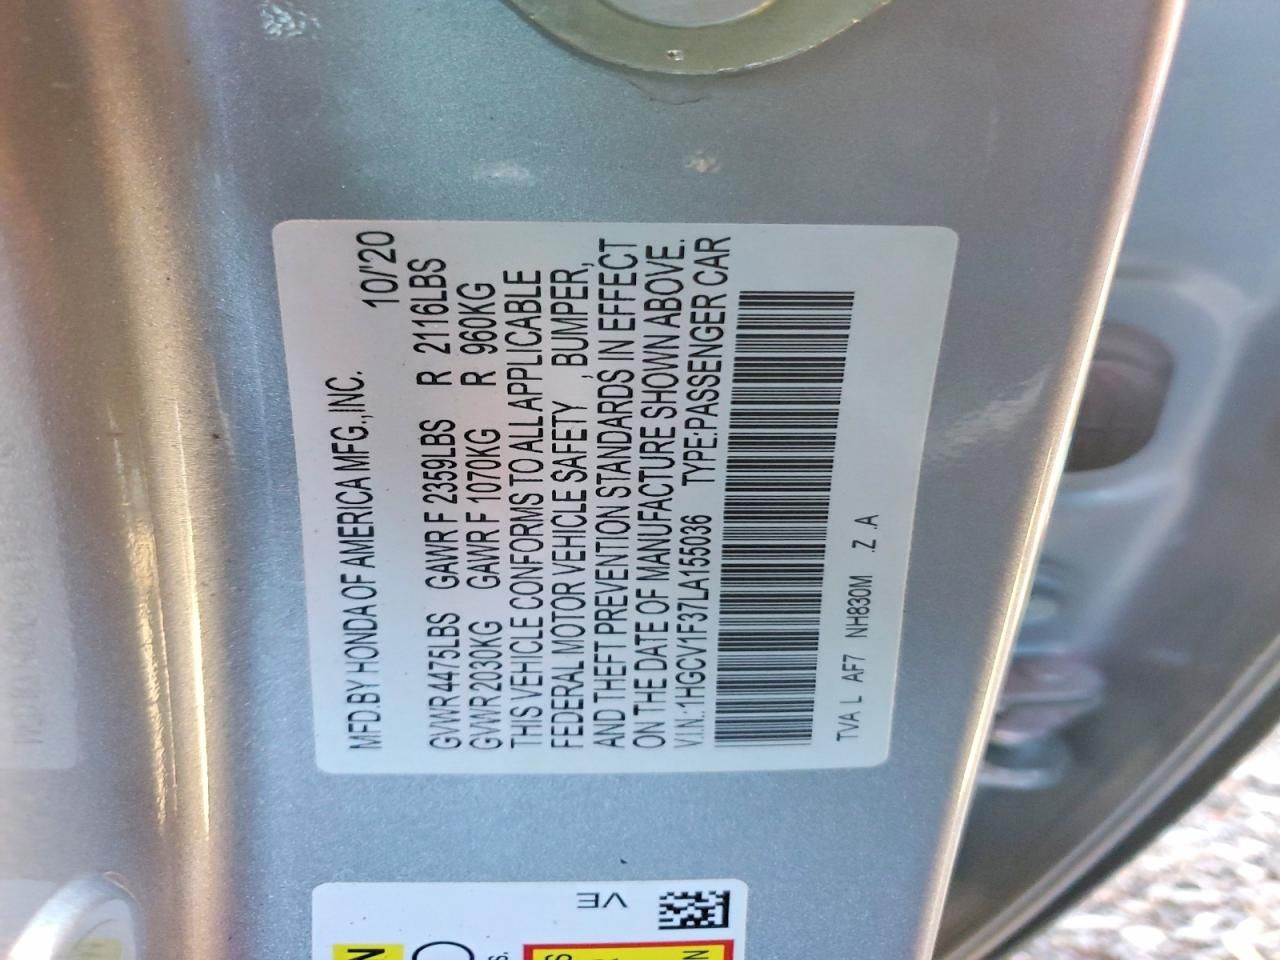 MFD. BY HONDA OF AMERICA MFG., INC. 10/'20
GVWR 4475LBS GAWR F 2359LBS R 2116LBS
GVWR 2030KG GAWR F 1070KG R 960KG
THIS VEHICLE CONFORMS TO ALL APPLICABLE
FEDERAL MOTOR VEHICLE SAFETY , BUMPER,
AND THEFT PREVENTION STANDARDS IN EFFECT
ON THE DATE OF MANUFACTURE SHOWN ABOVE.
V.I.N.: 1HGCV1F37LA155036 TYPE:PASSENGER CAR
TVA L AF7 NH830M .Z .A
VE